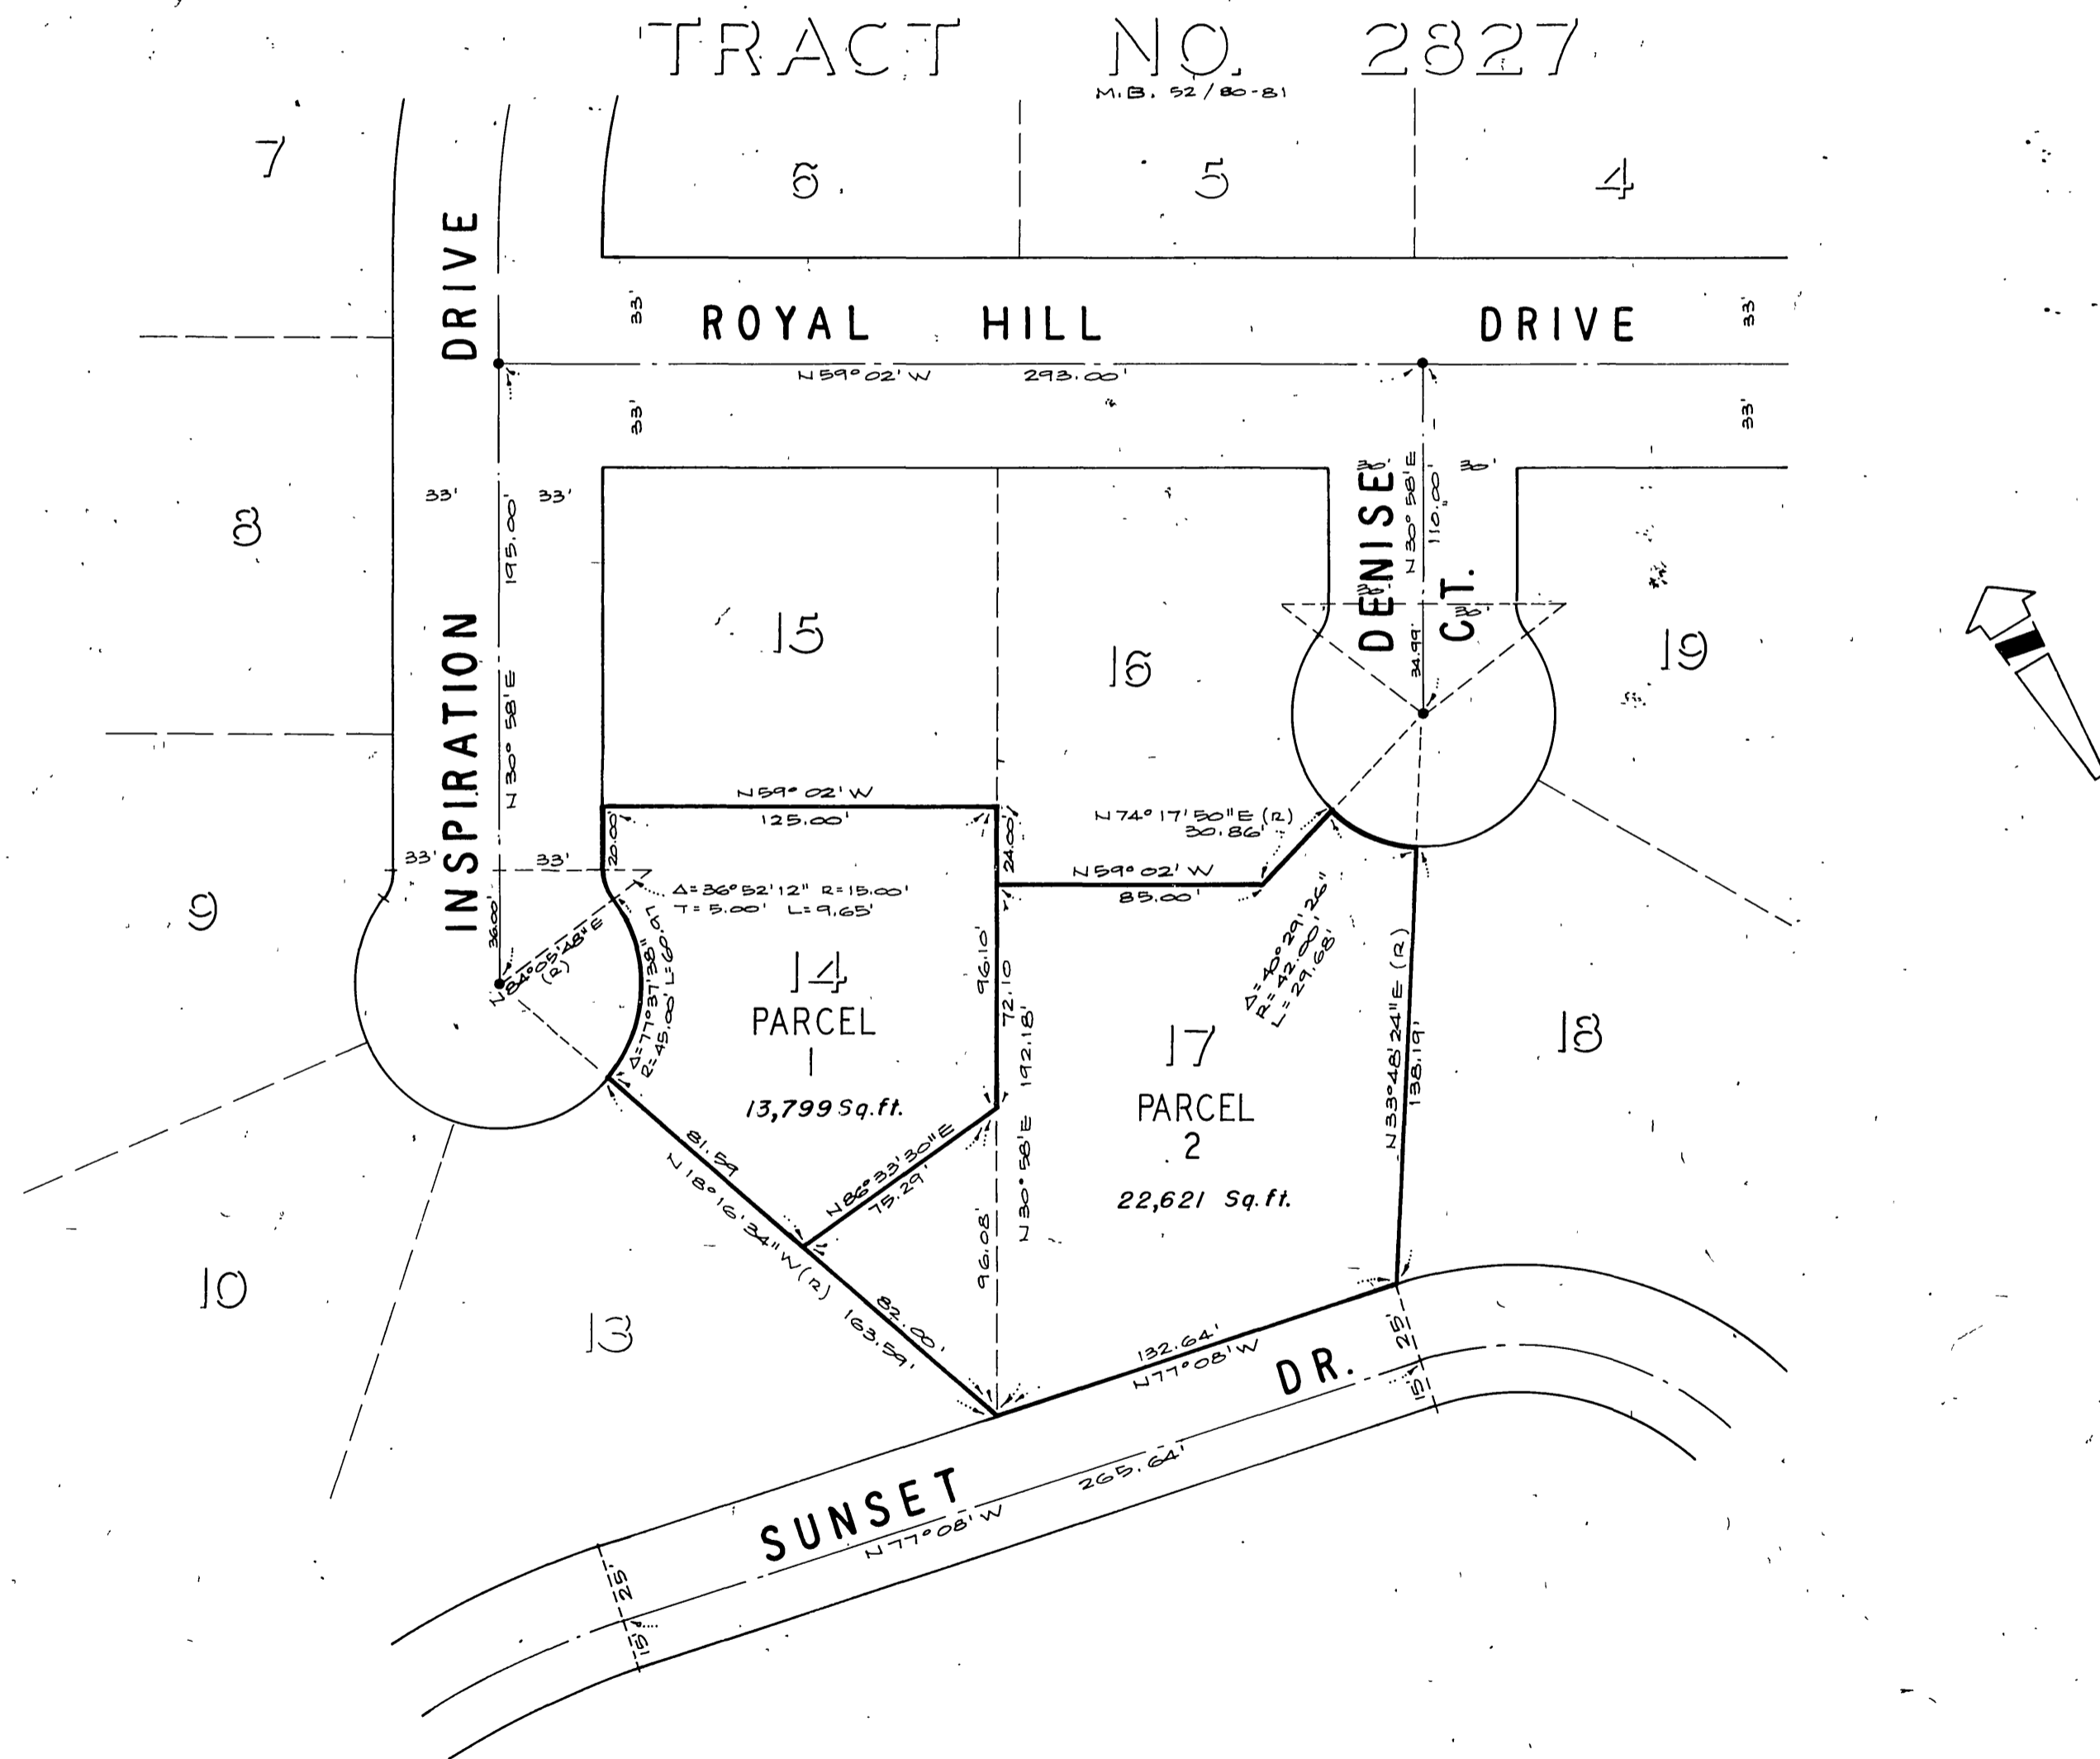 TRACT NO. 2827
M.B. 52/80-81
7
6
5
4
INSPIRATION DRIVE
ROYAL HILL DRIVE
33'
33'
33'
33'
N59°02'W 293.00'
DENISE CT.
30'
30'
N30°58'E
110.00'
30'
30'
34.99'
33'
33'
195.00'
N30°58'E
8
15
16
19
N59°02'W
125.00'
20.00'
24.00'
N74°17'50"E (R)
30.86'
N59°02'W
85.00'
33'
33'
36.00'
N84°05'48"E
(R)
Δ=36°52'12" R=15.00'
T=5.00' L=9.65'
Δ=77°37'38"
R=45.00' L=60.97'
Δ=40°29'26"
R=42.00'
L=29.68'
9
14
PARCEL
1
13,799 Sq.ft.
96.10'
72.10
192.18'
N30°58'E
96.08'
17
PARCEL
2
22,621 Sq.ft.
N33°48'24"E (R)
138.19'
18
81.59
N18°16'34"W (R) 163.59'
82.00'
N86°33'30"E
75.29'
10
13
132.64'
N77°08'W
25'
15'
SUNSET DR.
N77°08'W 265.64'
25'
15'